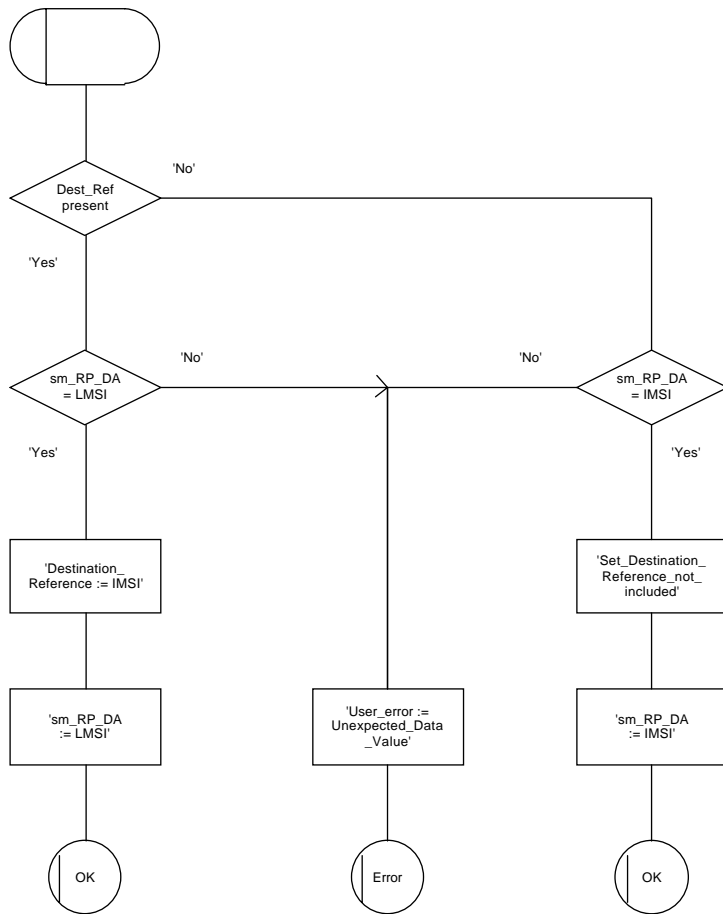 'No'
Dest_Ref
present
'Yes'
'No'
'No'
sm_RP_DA
= LMSI
sm_RP_DA
= IMSI
'Yes'
'Yes'
'Destination_
Reference := IMSI'
'Set_Destination_
Reference_not_
included'
'sm_RP_DA
:= LMSI'
'User_error :=
Unexpected_Data
_Value'
'sm_RP_DA
:= IMSI'
OK
Error
OK